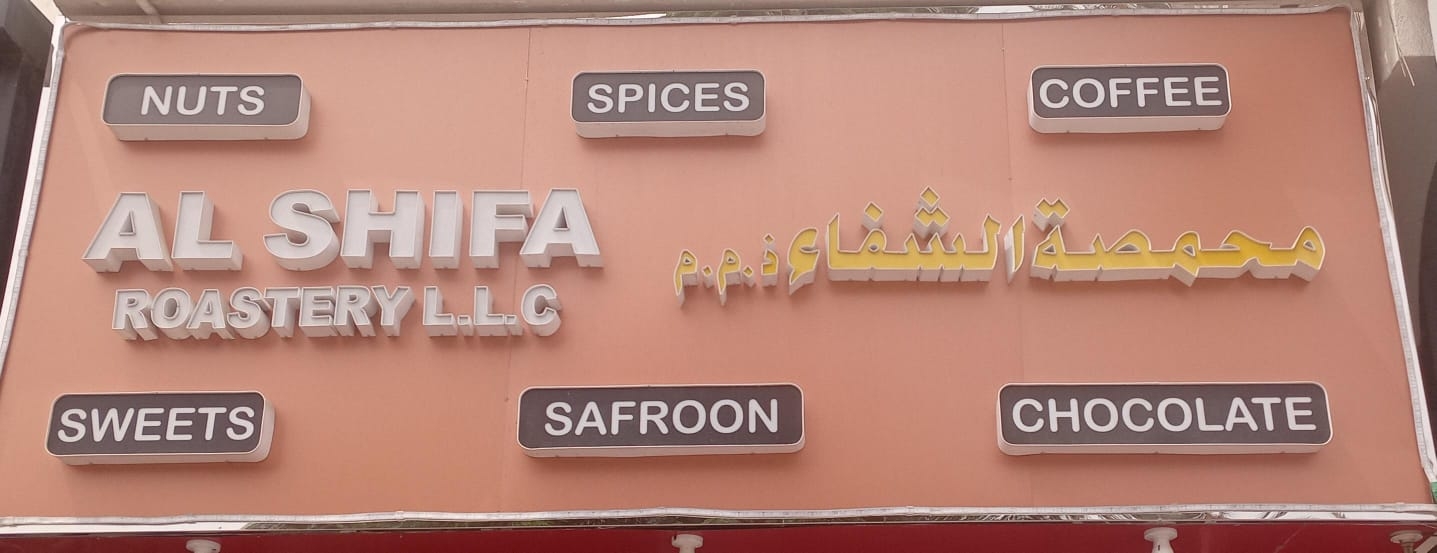 NUTS
SPICES
COFFEE
AL SHIFA
ROASTERY L.L.C
محمصة الشفاء ذ.م.م
SWEETS
SAFROON
CHOCOLATE